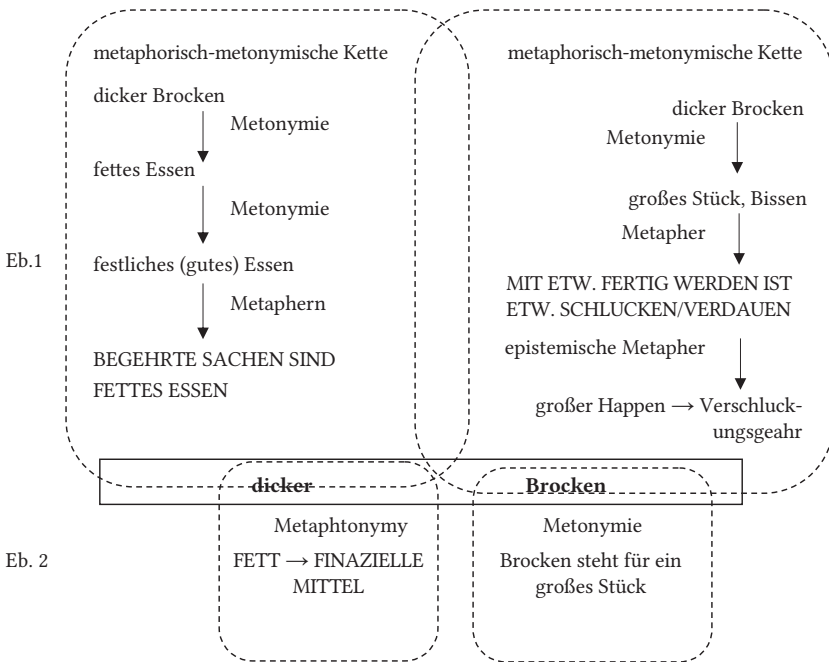 metaphorisch-metonymische Kette
dicker Brocken
Metonymie
fettes Essen
Metonymie
festliches (gutes) Essen
Metaphern
BEGEHRTE SACHEN SIND
FETTES ESSEN
metaphorisch-metonymische Kette
dicker Brocken
Metonymie
großes Stück, Bissen
Metapher
MIT ETW. FERTIG WERDEN IST
ETW. SCHLUCKEN/VERDAUEN
epistemische Metapher
großer Happen → Verschluck-
ungsgeahr
Eb.1
dicker
Brocken
Eb. 2
Metaphtonymy
FETT → FINAZIELLE
MITTEL
Metonymie
Brocken steht für ein
großes Stück